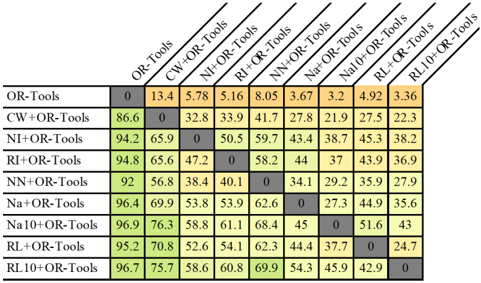 OR-Tools CW+OR-Tools NI+OR-Tools RI+OR-Tools NN+OR-Tools Na+OR-Tools Na10+OR-Tools RL+OR-Tools RL10+OR-Tools
OR-Tools 0 13.4 5.78 5.16 8.05 3.67 3.2 4.92 3.36
CW+OR-Tools 86.6 0 32.8 33.9 41.7 27.8 21.9 27.5 22.3
NI+OR-Tools 94.2 65.9 0 50.5 59.7 43.4 38.7 45.3 38.2
RI+OR-Tools 94.8 65.6 47.2 0 58.2 44 37 43.9 36.9
NN+OR-Tools 92 56.8 38.4 40.1 0 34.1 29.2 35.9 27.9
Na+OR-Tools 96.4 69.9 53.8 53.9 62.6 0 27.3 44.9 35.6
Na10+OR-Tools 96.9 76.3 58.8 61.1 68.4 45 0 51.6 43
RL+OR-Tools 95.2 70.8 52.6 54.1 62.3 44.4 37.7 0 24.7
RL10+OR-Tools 96.7 75.7 58.6 60.8 69.9 54.3 45.9 42.9 0